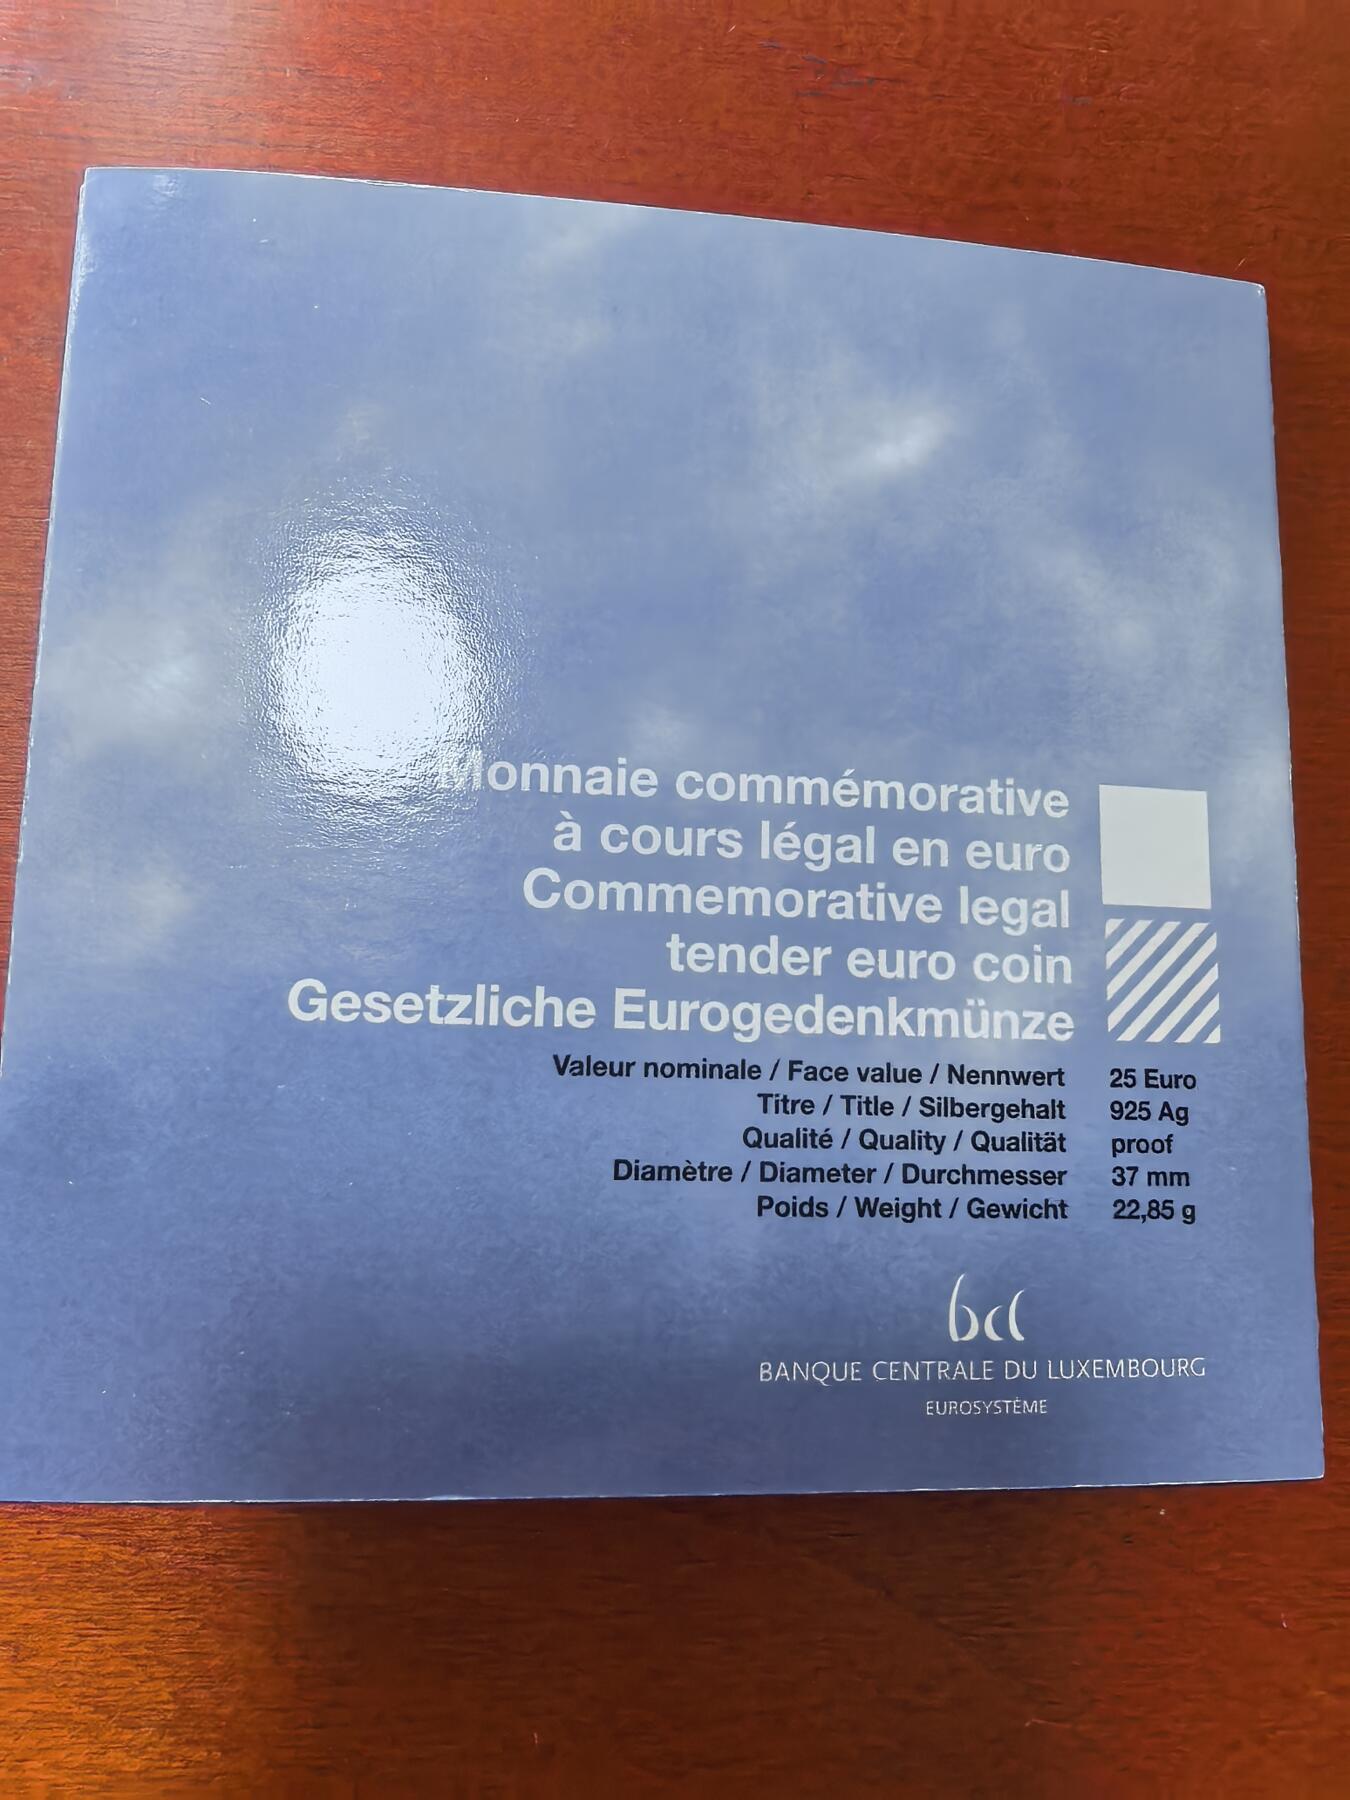 Monnaie commémorative
à cours légal en euro
Commemorative legal
tender euro coin
Gesetzliche Eurogedenkmünze
Valeur nominale / Face value / Nennwert 25 Euro
Titre / Title / Silbergehalt 925 Ag
Qualité / Quality / Qualität proof
Diamètre / Diameter / Durchmesser 37 mm
Poids / Weight / Gewicht 22,85 g
bcl
BANQUE CENTRALE DU LUXEMBOURG
EUROSYSTÈME